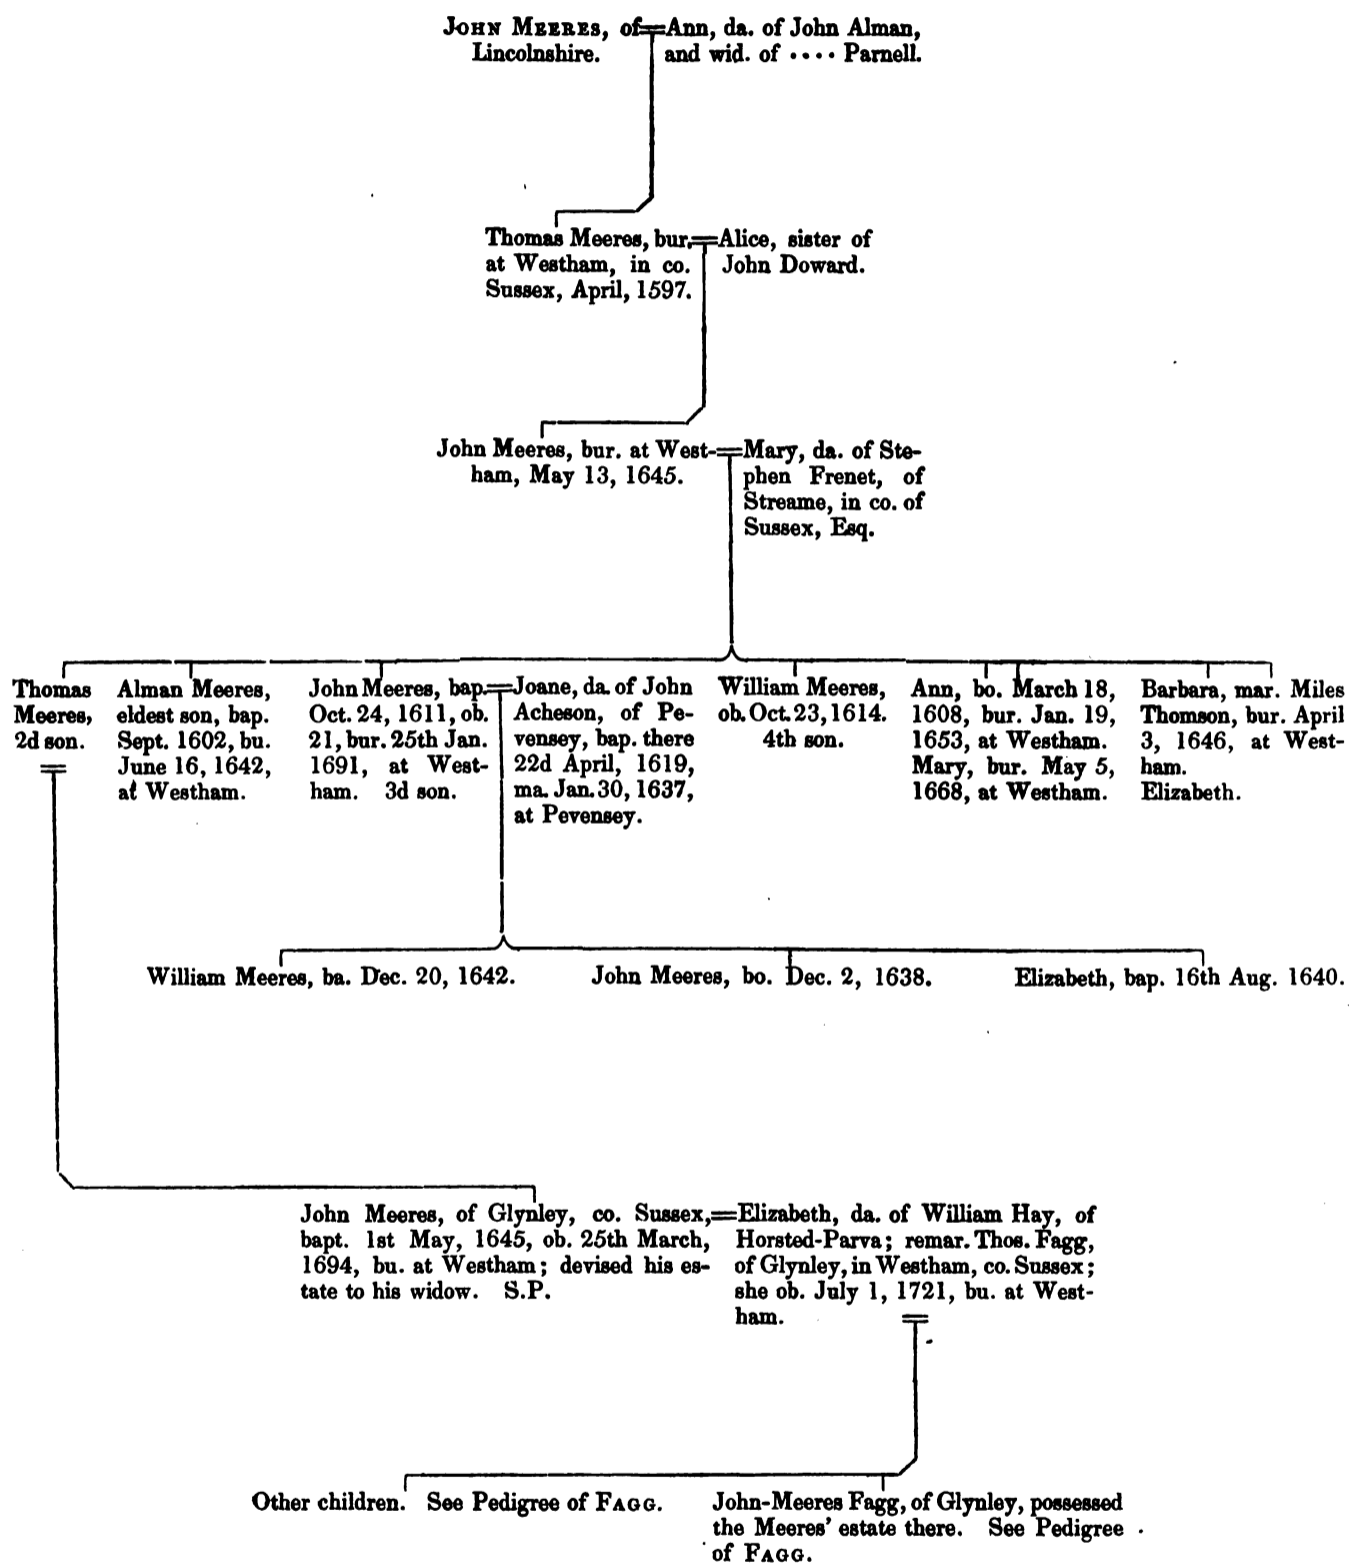 JOHN MEERES, of=Ann, da. of John Alman,
Lincolnshire. and wid. of .... Parnell.
Thomas Meeres, bur.=Alice, sister of
at Westham, in co. John Doward.
Sussex, April, 1597.
John Meeres, bur. at West-=Mary, da. of Ste-
ham, May 13, 1645. phen Frenet, of
Streame, in co. of
Sussex, Esq.
Thomas
Meeres,
2d son.
Alman Meeres,
eldest son, bap.
Sept. 1602, bu.
June 16, 1642,
at Westham.
John Meeres, bap.=
Oct. 24, 1611, ob.
21, bur. 25th Jan.
1691, at West-
ham. 3d son.
Joane, da. of John
Acheson, of Pe-
vensey, bap. there
22d April, 1619,
ma. Jan. 30, 1637,
at Pevensey.
William Meeres,
ob. Oct. 23, 1614.
4th son.
Ann, bo. March 18,
1608, bur. Jan. 19,
1653, at Westham.
Mary, bur. May 5,
1668, at Westham.
Barbara, mar. Miles
Thomson, bur. April
3, 1646, at West-
ham.
Elizabeth.
William Meeres, ba. Dec. 20, 1642. John Meeres, bo. Dec. 2, 1638. Elizabeth, bap. 16th Aug. 1640.
John Meeres, of Glynley, co. Sussex,=
bapt. 1st May, 1645, ob. 25th March,
1694, bu. at Westham; devised his es-
tate to his widow. S.P.
Elizabeth, da. of William Hay, of
Horsted-Parva; remar. Thos. Fagg,
of Glynley, in Westham, co. Sussex;
she ob. July 1, 1721, bu. at West-
ham.
Other children. See Pedigree of FAGG.
John-Meeres Fagg, of Glynley, possessed
the Meeres' estate there. See Pedigree
of FAGG.